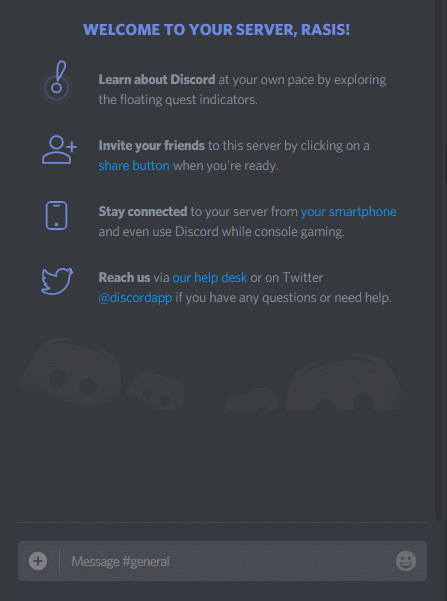 WELCOME TO YOUR SERVER, RASIS!
Learn about Discord at your own pace by exploring
the floating quest indicators.
Invite your friends to this server by clicking on a
share button when you're ready.
Stay connected to your server from your smartphone
and even use Discord while console gaming.
Reach us via our help desk or on Twitter
@discordapp if you have any questions or need help.
Message #general